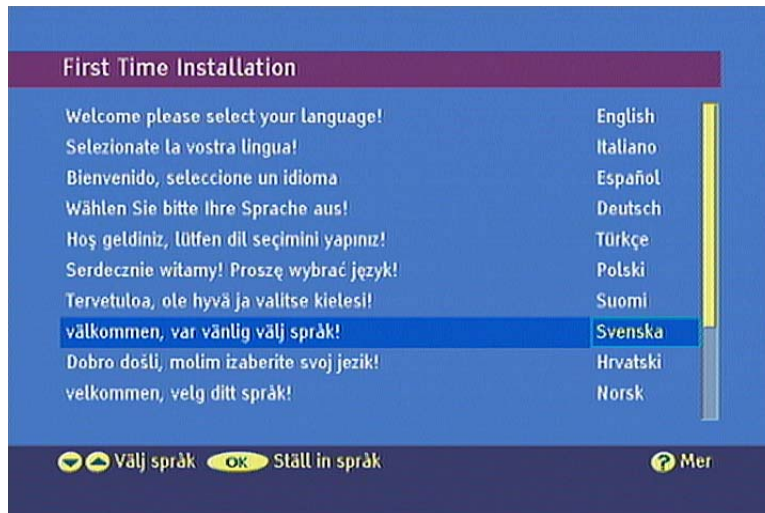 First Time Installation
Welcome please select your language! English
Selezionate la vostra lingua! Italiano
Bienvenido, seleccione un idioma Español
Wählen Sie bitte Ihre Sprache aus! Deutsch
Hoş geldiniz, lütfen dil seçimini yapınız! Türkçe
Serdecznie witamy! Proszę wybrać język! Polski
Tervetuloa, ole hyvä ja valitse kielesi! Suomi
välkommen, var vänlig välj språk! Svenska
Dobro došli, molim izaberite svoj jezik! Hrvatski
velkommen, velg ditt språk! Norsk
Välj språk OK Ställ in språk ? Mer